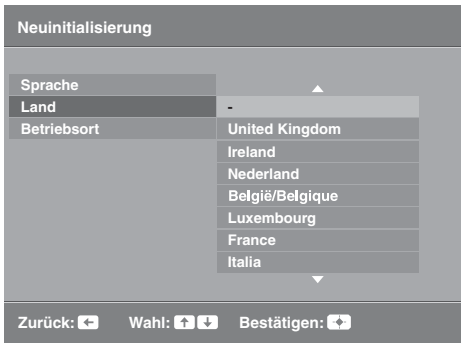 Neuinitialisierung
Sprache
Land
-
Betriebsort
United Kingdom
Ireland
Nederland
België/Belgique
Luxembourg
France
Italia
Zurück: Wahl: Bestätigen: